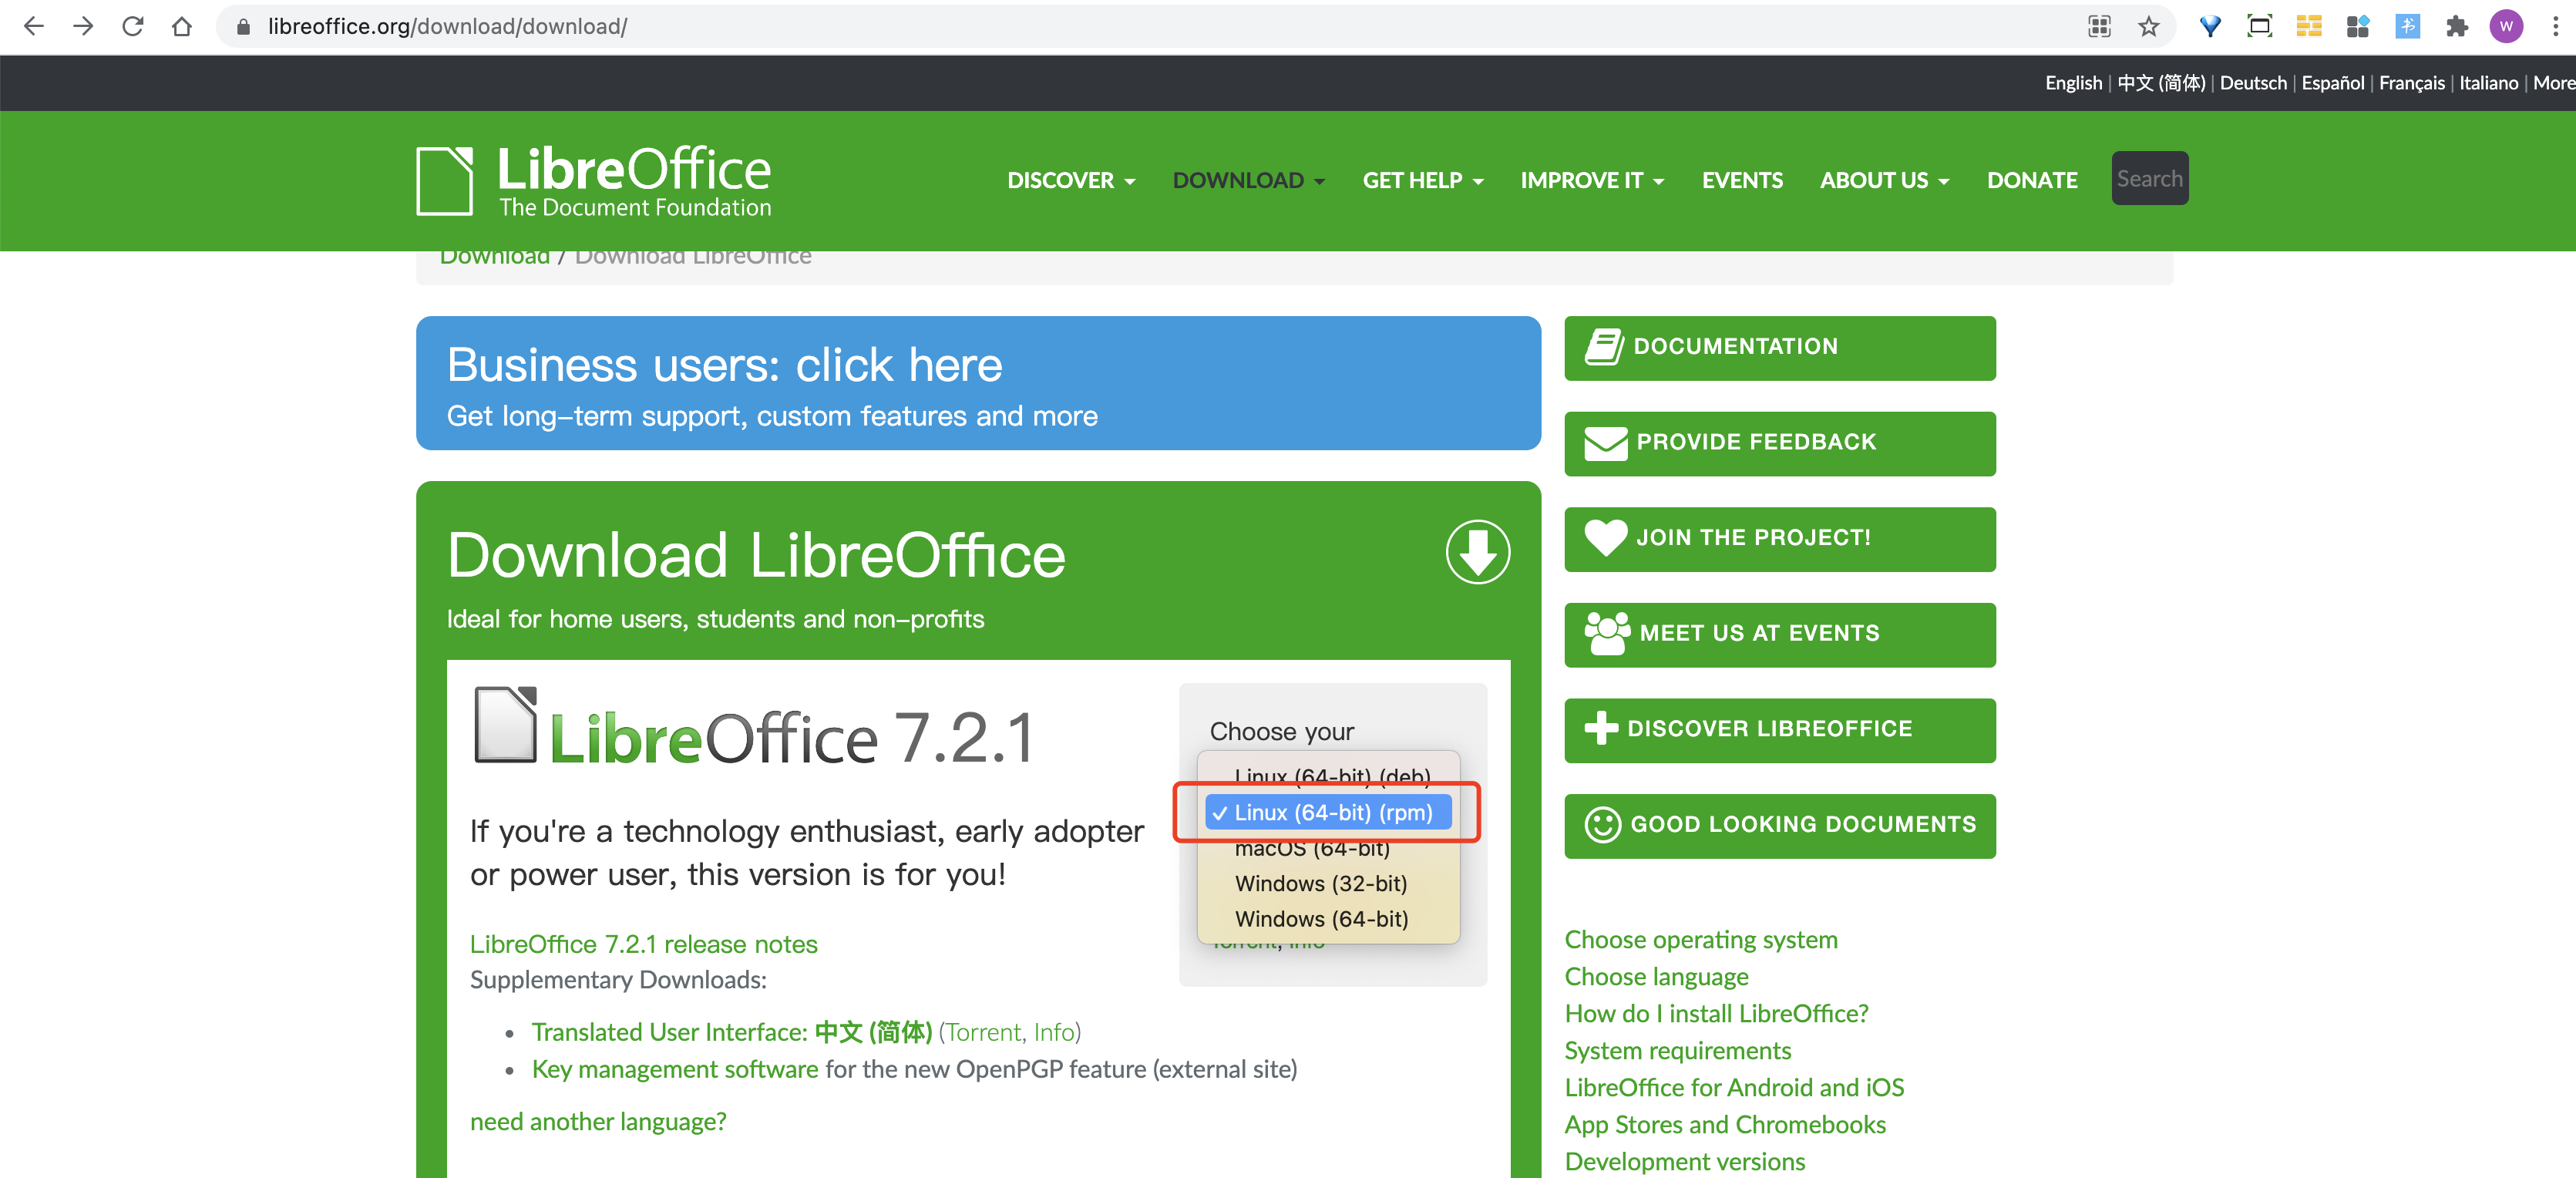 libreoffice.org/download/download/
W
English | 中文 (简体) | Deutsch | Español | Français | Italiano | More
LibreOffice
The Document Foundation
DISCOVER
DOWNLOAD
GET HELP
IMPROVE IT
EVENTS
ABOUT US
DONATE
Search
Download / Download LibreOffice
Business users: click here
Get long-term support, custom features and more
Download LibreOffice
Ideal for home users, students and non-profits
LibreOffice 7.2.1
If you're a technology enthusiast, early adopter
or power user, this version is for you!
LibreOffice 7.2.1 release notes
Supplementary Downloads:
• Translated User Interface: 中文 (简体) (Torrent, Info)
• Key management software for the new OpenPGP feature (external site)
need another language?
Choose your
Linux (64-bit) (deb)
✓ Linux (64-bit) (rpm)
macOS (64-bit)
Windows (32-bit)
Windows (64-bit)
Torrent, Info
DOCUMENTATION
PROVIDE FEEDBACK
JOIN THE PROJECT!
MEET US AT EVENTS
DISCOVER LIBREOFFICE
GOOD LOOKING DOCUMENTS
Choose operating system
Choose language
How do I install LibreOffice?
System requirements
LibreOffice for Android and iOS
App Stores and Chromebooks
Development versions